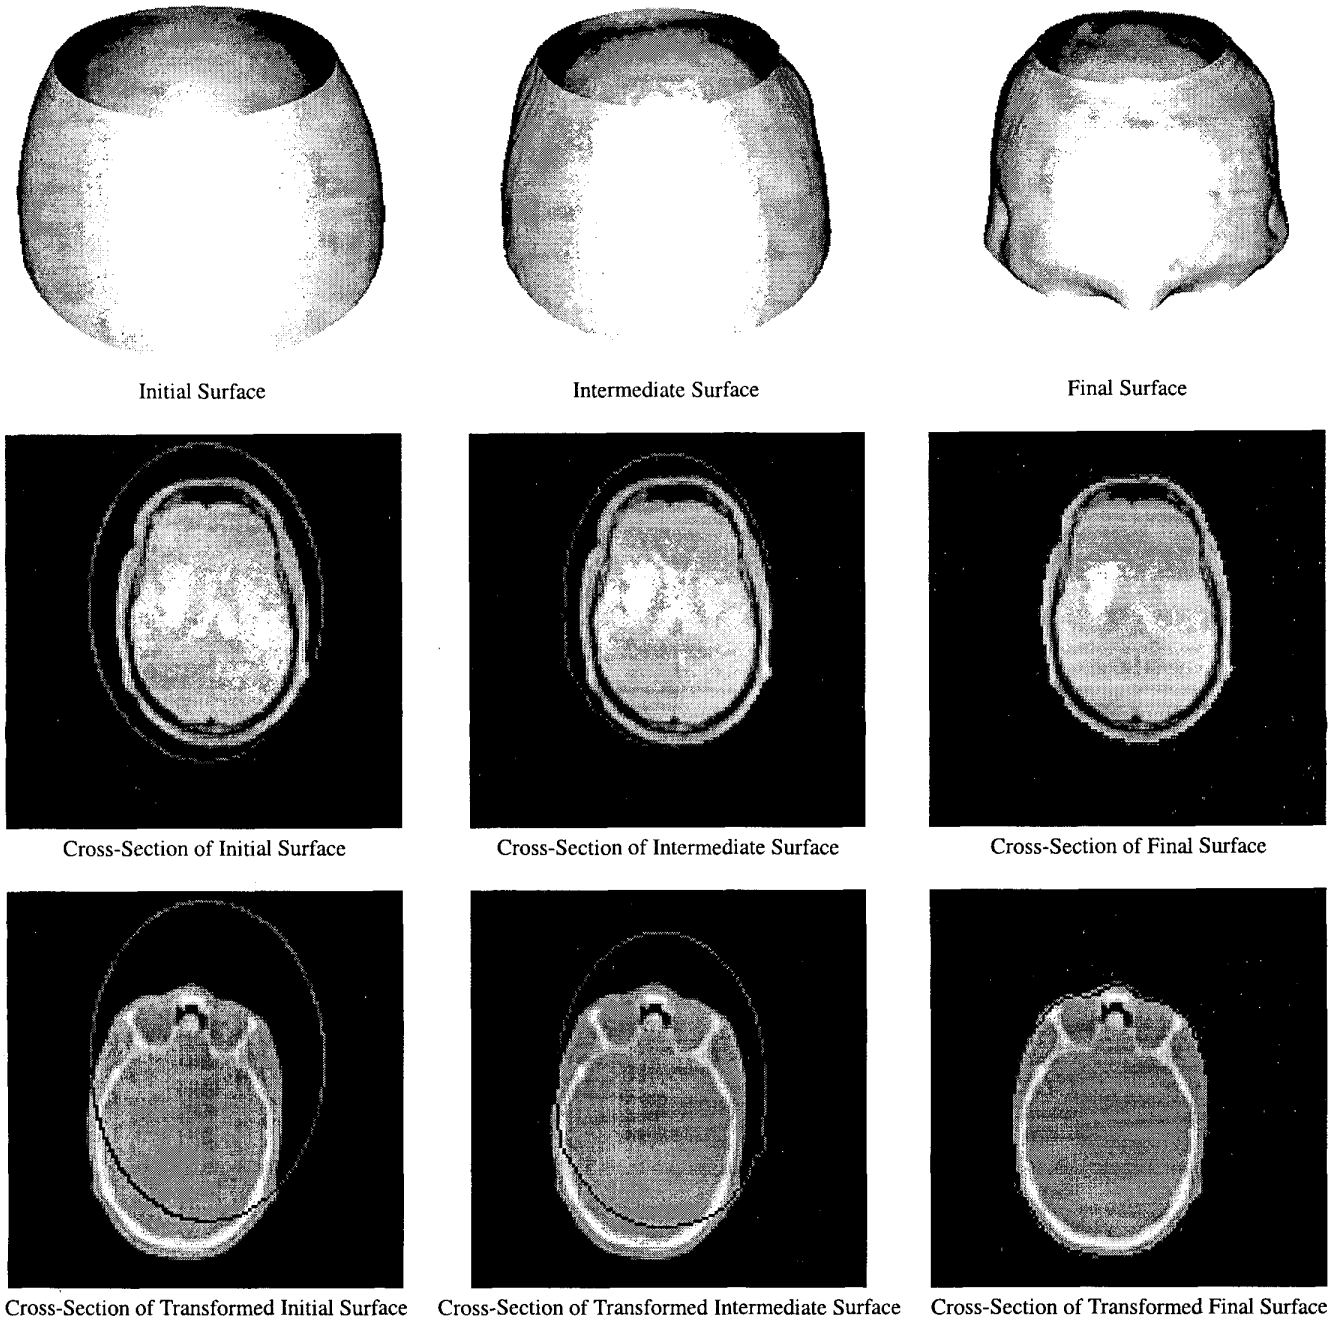 Initial Surface
Intermediate Surface
Final Surface
Cross-Section of Initial Surface
Cross-Section of Intermediate Surface
Cross-Section of Final Surface
Cross-Section of Transformed Initial Surface
Cross-Section of Transformed Intermediate Surface
Cross-Section of Transformed Final Surface